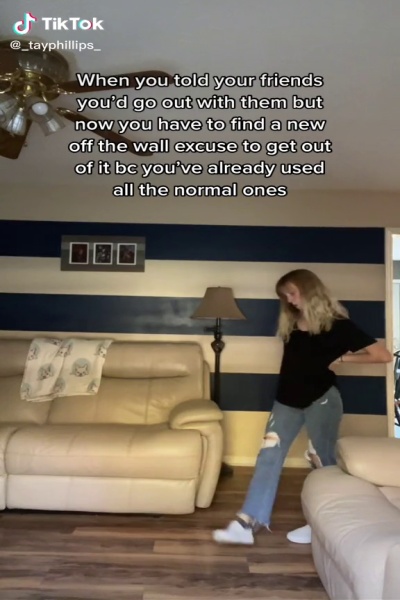 TikTok
@_tayphillips_
When you told your friends
you'd go out with them but
now you have to find a new
off the wall excuse to get out
of it bc you've already used
all the normal ones